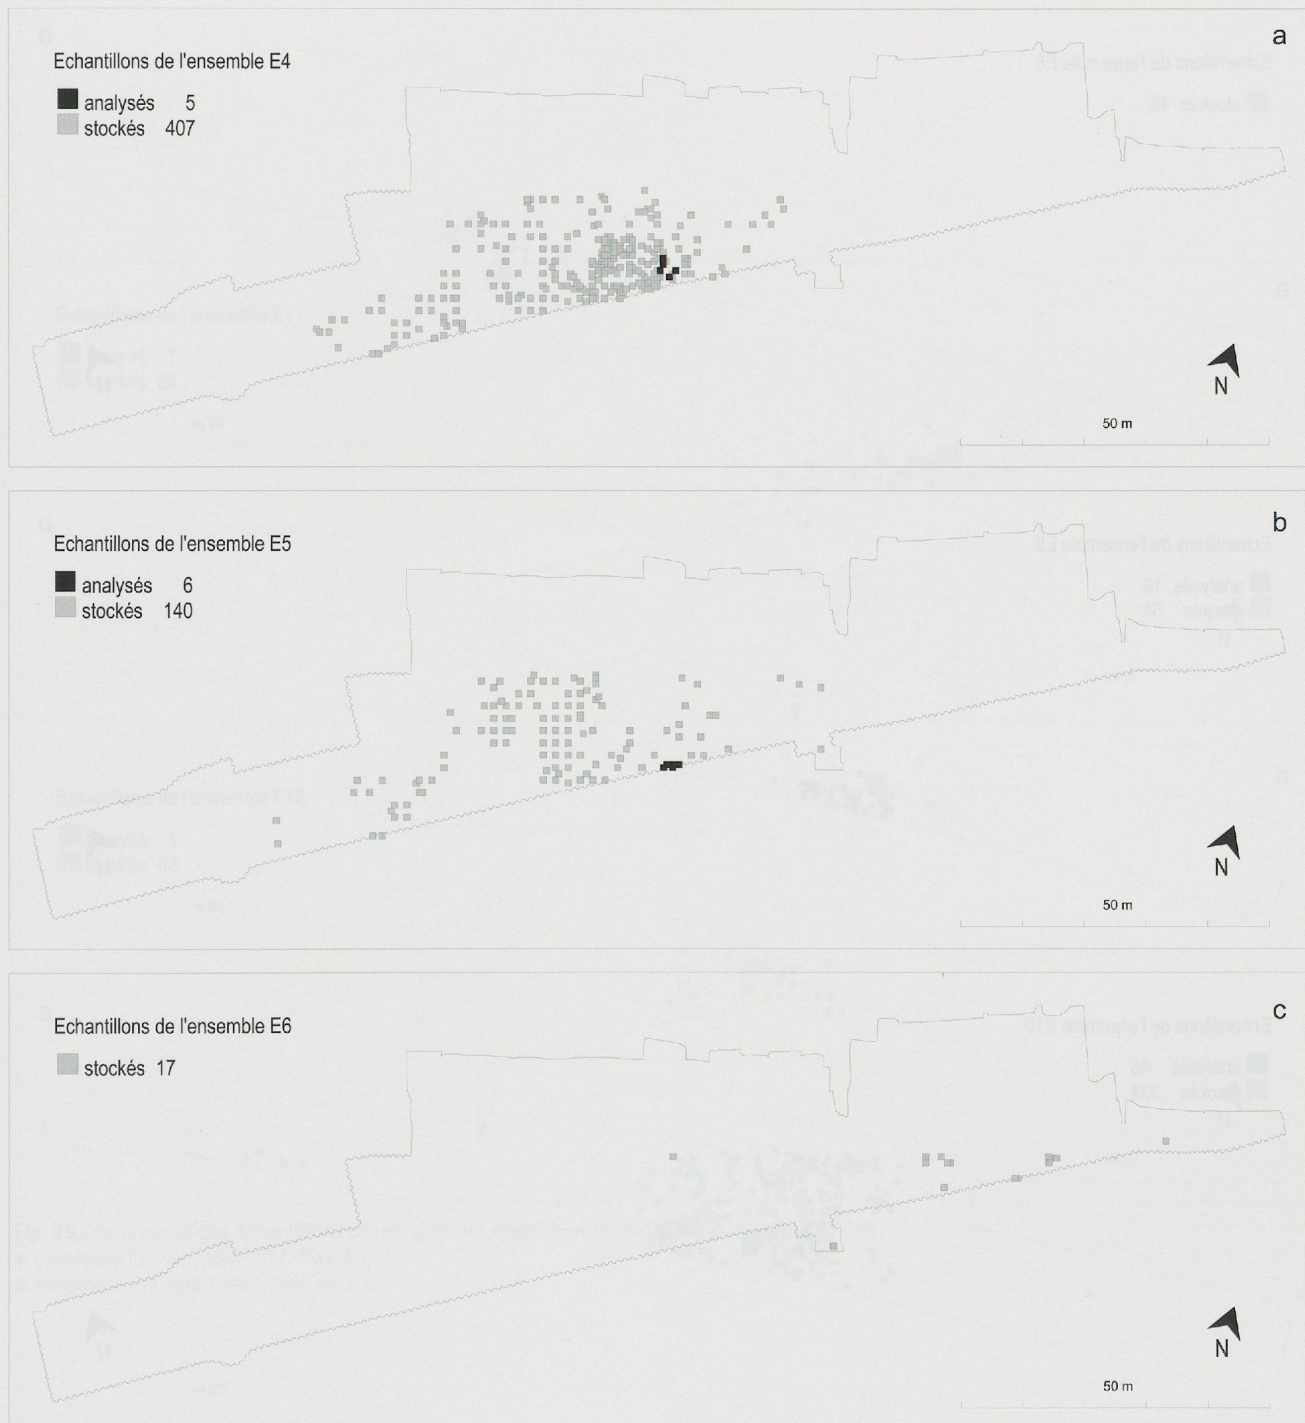 a
Echantillons de l'ensemble E4
analysés 5
stockés 407
N
50 m
b
Echantillons de l'ensemble E5
analysés 6
stockés 140
N
50 m
c
Echantillons de l'ensemble E6
stockés 17
N
50 m